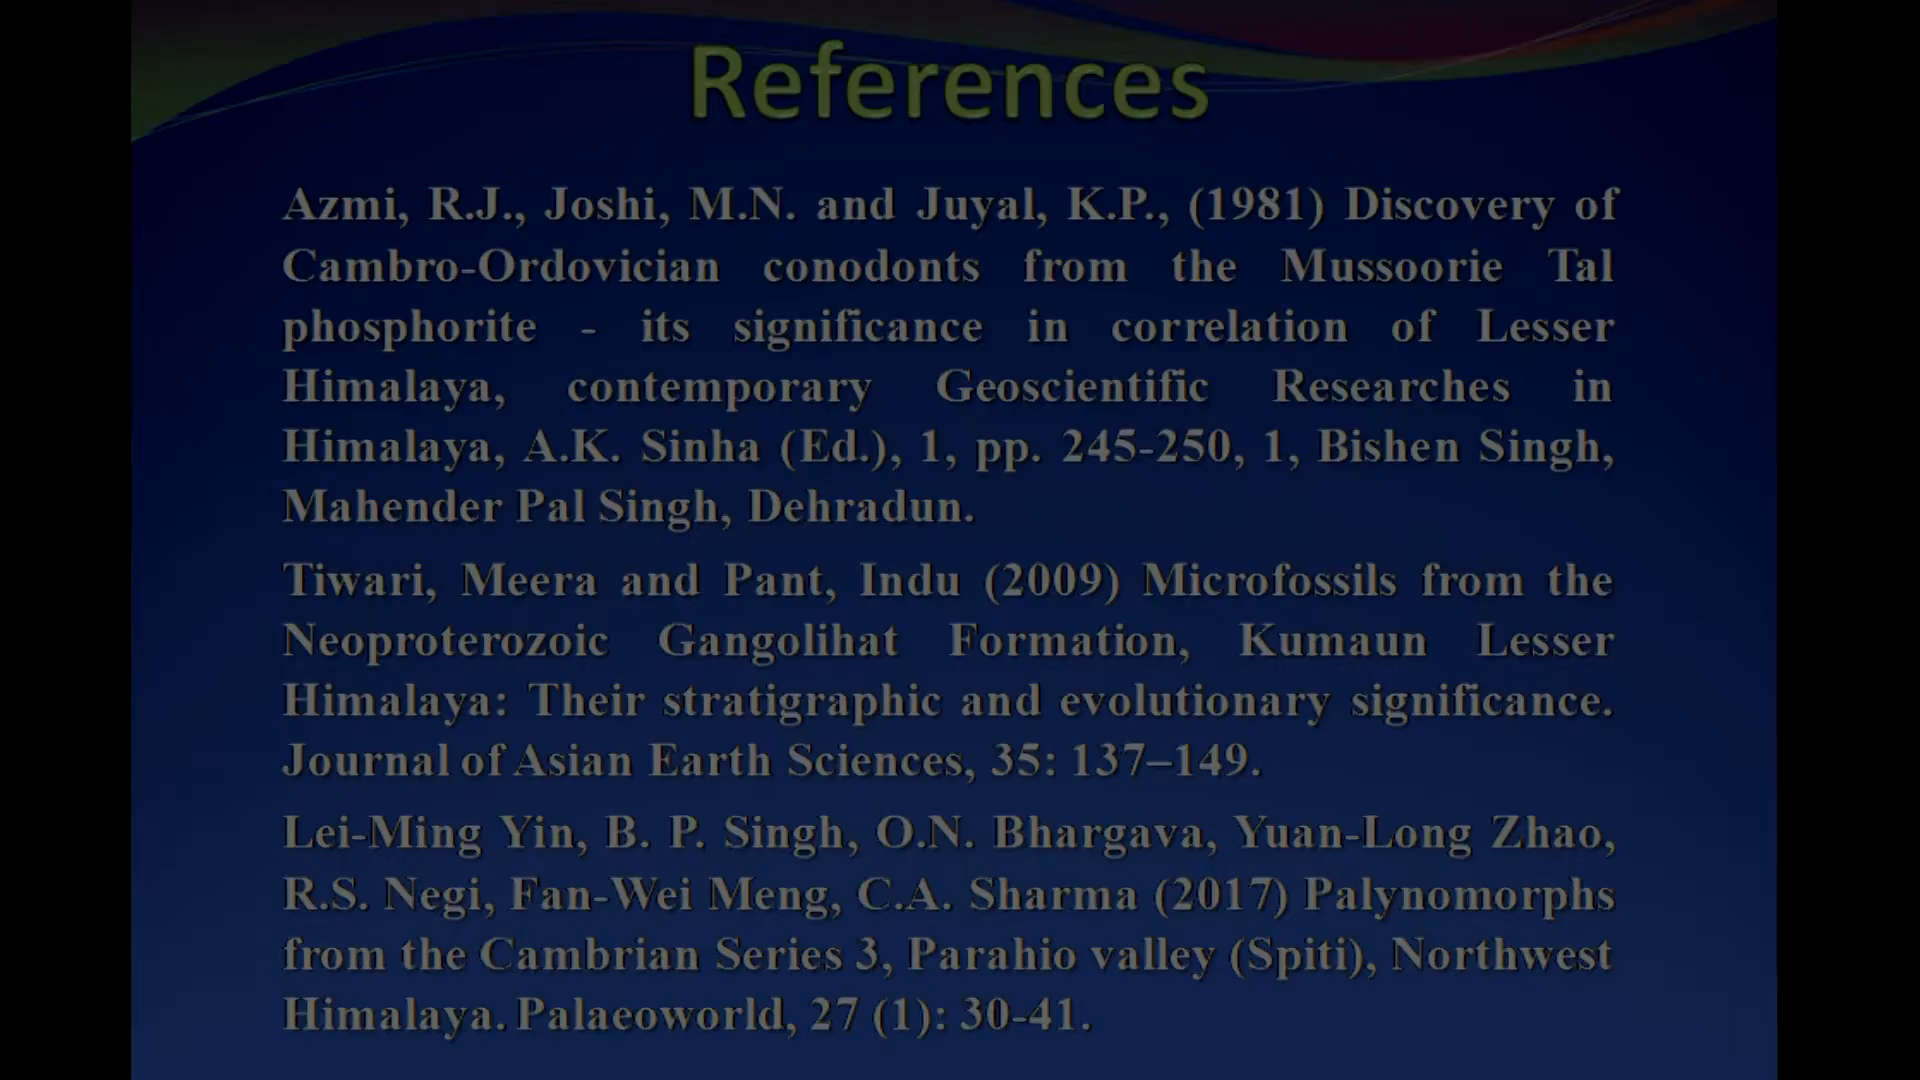 References
Azmi, R.J., Joshi, M.N. and Juyal, K.P., (1981) Discovery of
Cambro-Ordovician conodonts from the Mussoorie Tal
phosphorite - its significance in correlation of Lesser
Himalaya, contemporary Geoscientific Researches in
Himalaya, A.K. Sinha (Ed.), 1, pp. 245-250, 1, Bishen Singh,
Mahender Pal Singh, Dehradun.
Tiwari, Meera and Pant, Indu (2009) Microfossils from the
Neoproterozoic Gangolihat Formation, Kumaun Lesser
Himalaya: Their stratigraphic and evolutionary significance.
Journal of Asian Earth Sciences, 35: 137–149.
Lei-Ming Yin, B. P. Singh, O.N. Bhargava, Yuan-Long Zhao,
R.S. Negi, Fan-Wei Meng, C.A. Sharma (2017) Palynomorphs
from the Cambrian Series 3, Parahio valley (Spiti), Northwest
Himalaya. Palaeoworld, 27 (1): 30-41.